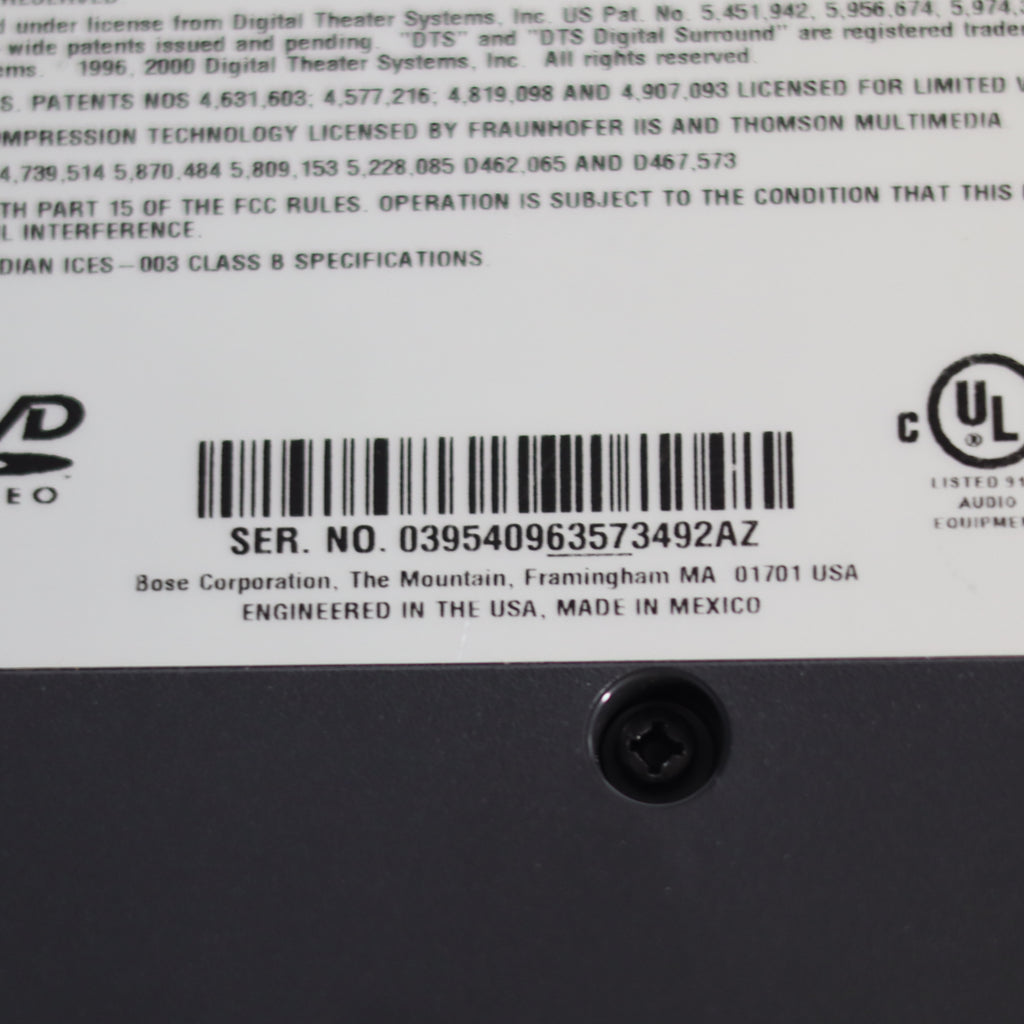 under license from Digital Theater Systems, Inc. US Pat. No. 5,451,942, 5,956,674, 5,974,
wide patents issued and pending. "DTS" and "DTS Digital Surround" are registered
1996, 2000 Digital Theater Systems, Inc. All rights reserved.
S. PATENTS NOS 4,631,603; 4,577,216; 4,819,098 AND 4,907,093 LICENSED FOR LIMITED
MPRESSION TECHNOLOGY LICENSED BY FRAUNHOFER IIS AND THOMSON MULTIMEDIA
4,739,514 5,870,484 5,809,153 5,228,085 D462,065 AND D467,573
TH PART 15 OF THE FCC RULES. OPERATION IS SUBJECT TO THE CONDITION THAT THIS
L INTERFERENCE.
DIAN ICES-003 CLASS B SPECIFICATIONS
VD
EO
C UL ®
LISTED 91
AUDIO
EQUIPME
SER. NO. 039540963573492AZ
Bose Corporation, The Mountain, Framingham MA 01701 USA
ENGINEERED IN THE USA, MADE IN MEXICO